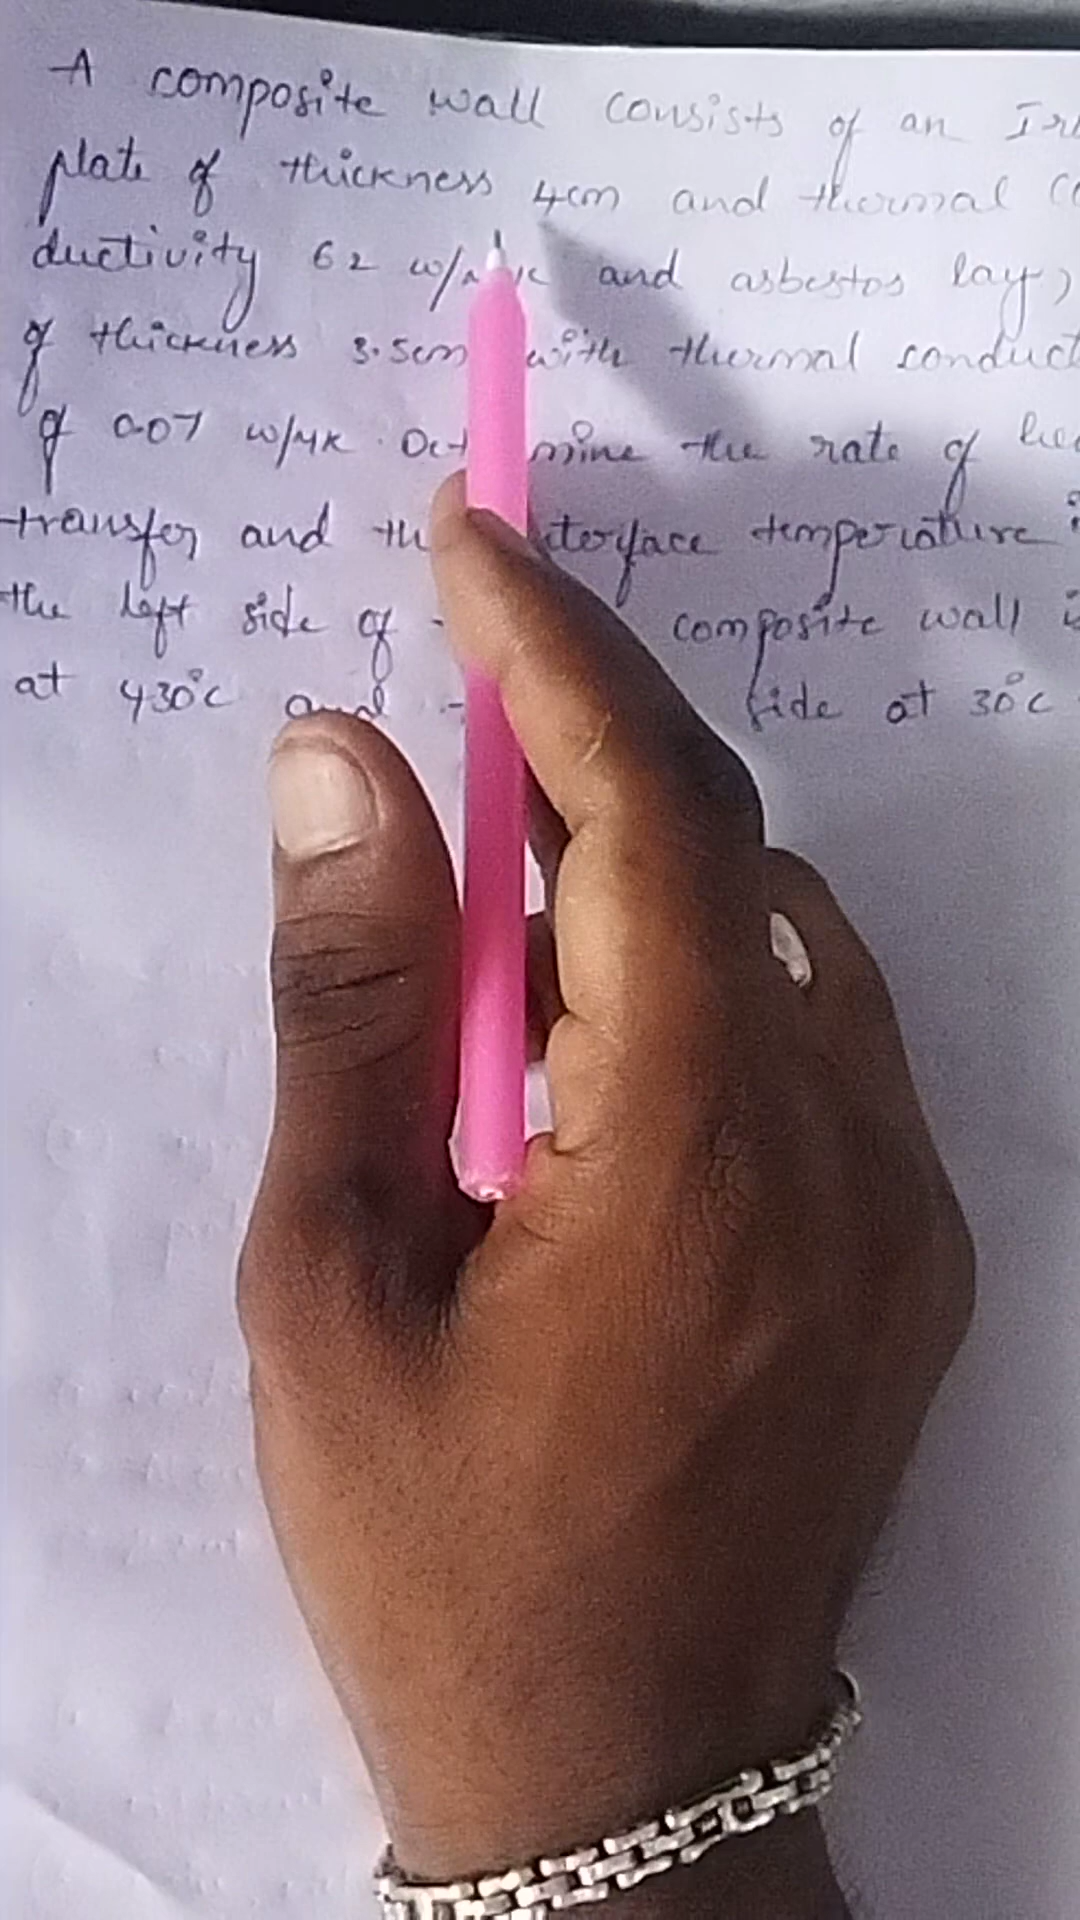 A composite wall consists of an
plate of thickness 4cm and thermal
ductivity 62 and asbestos
of thickness 3.5cm with thermal conduct
of 0.07 w/mk. the rate of
transfer and temperature
the left side of composite wall
at 430°C and side at 30°C